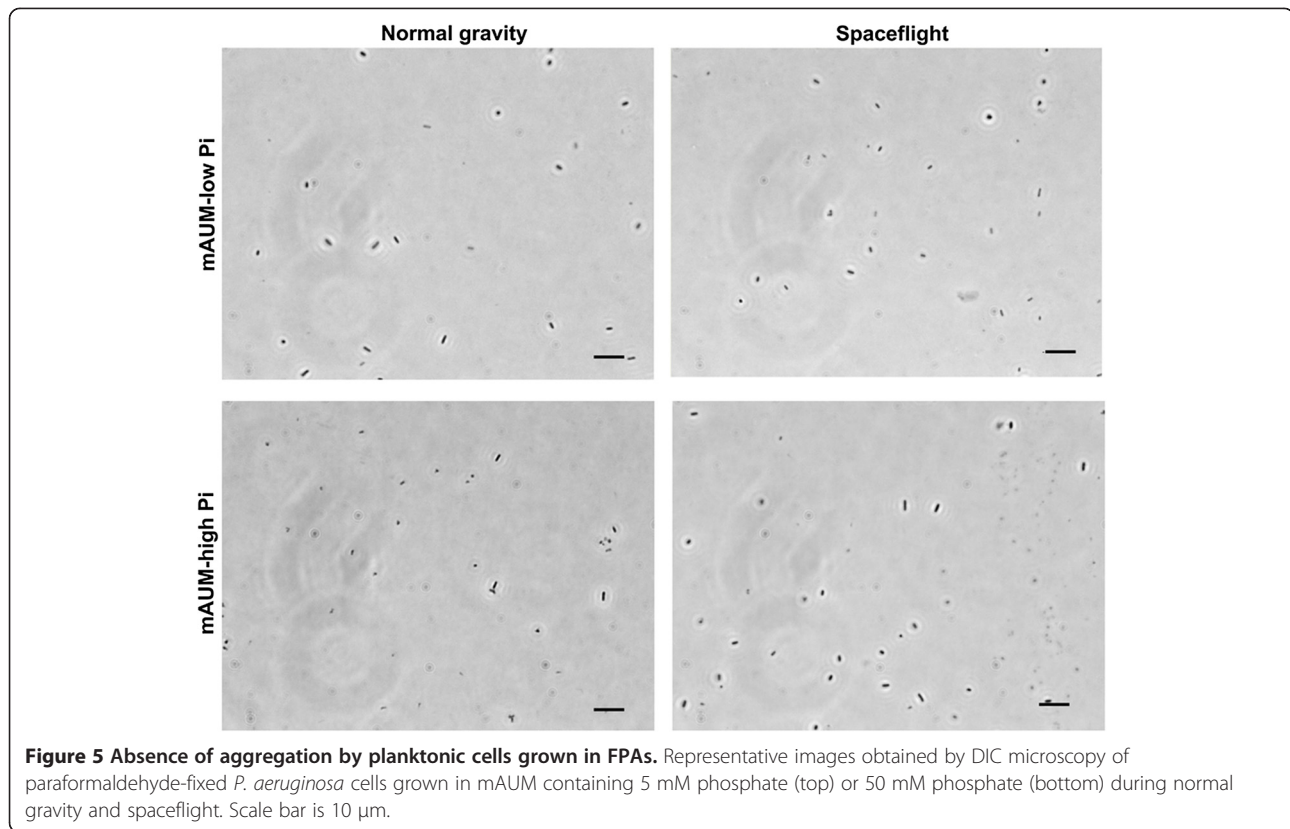 Normal gravity
Spaceflight
mAUM-low Pi
mAUM-high Pi
Figure 5 Absence of aggregation by planktonic cells grown in FPAs. Representative images obtained by DIC microscopy of
paraformaldehyde-fixed P. aeruginosa cells grown in mAUM containing 5 mM phosphate (top) or 50 mM phosphate (bottom) during normal
gravity and spaceflight. Scale bar is 10 μm.